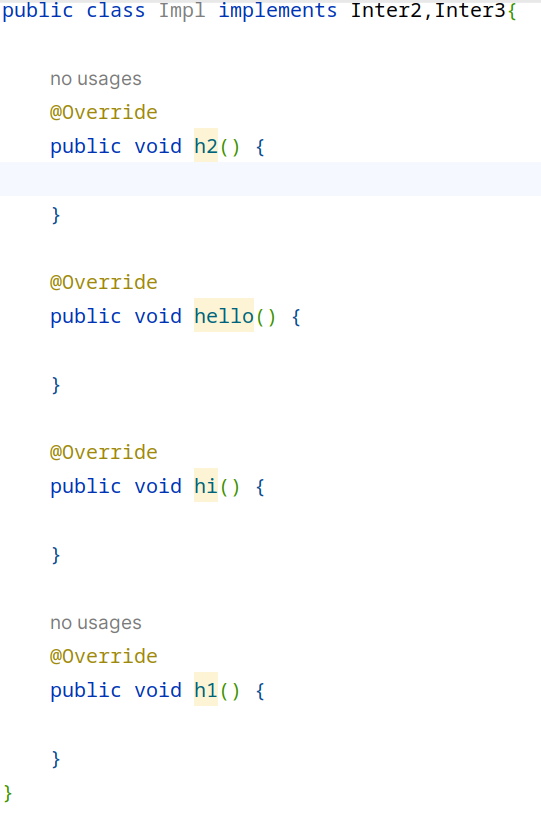 public class Impl implements Inter2,Inter3{
no usages
@Override
public void h2() {
}
@Override
public void hello() {
}
@Override
public void hi() {
}
no usages
@Override
public void h1() {
}
}